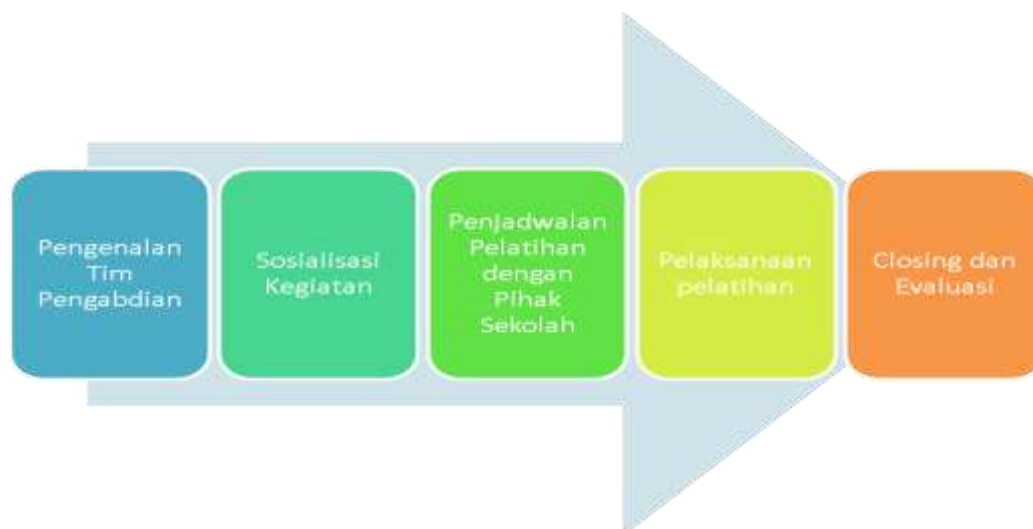 Pengenalan
Tim
Pengabdian
Sosialisasi
Kegiatan
Penjadwalan
Pelatihan
dengan
Pihak
Sekolah
Pelaksanaan
pelatihan
Closing dan
Evaluasi